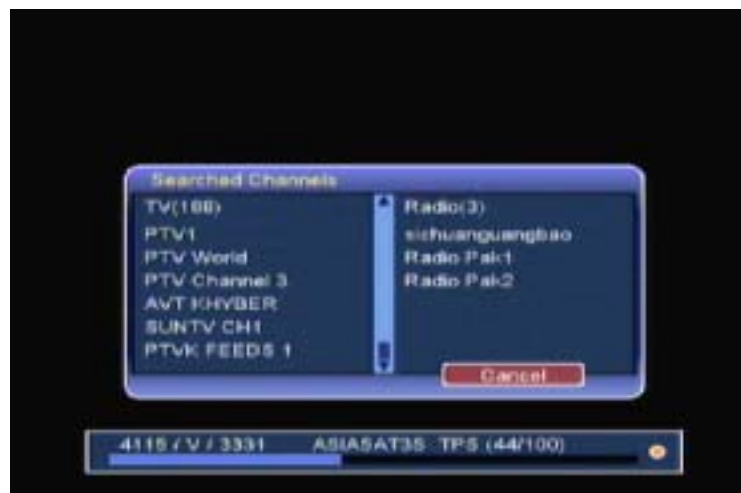 Searched Channels
TV(188)
PTV1
PTV World
PTV Channel 3
AVT KHYBER
SUNTV CH1
PTVK FEEDS 1
Radio(3)
sichuanguangbao
Radio Pak1
Radio Pak2
Cancel
4115 / V / 3331 ASIASAT3S TPS (44/100)